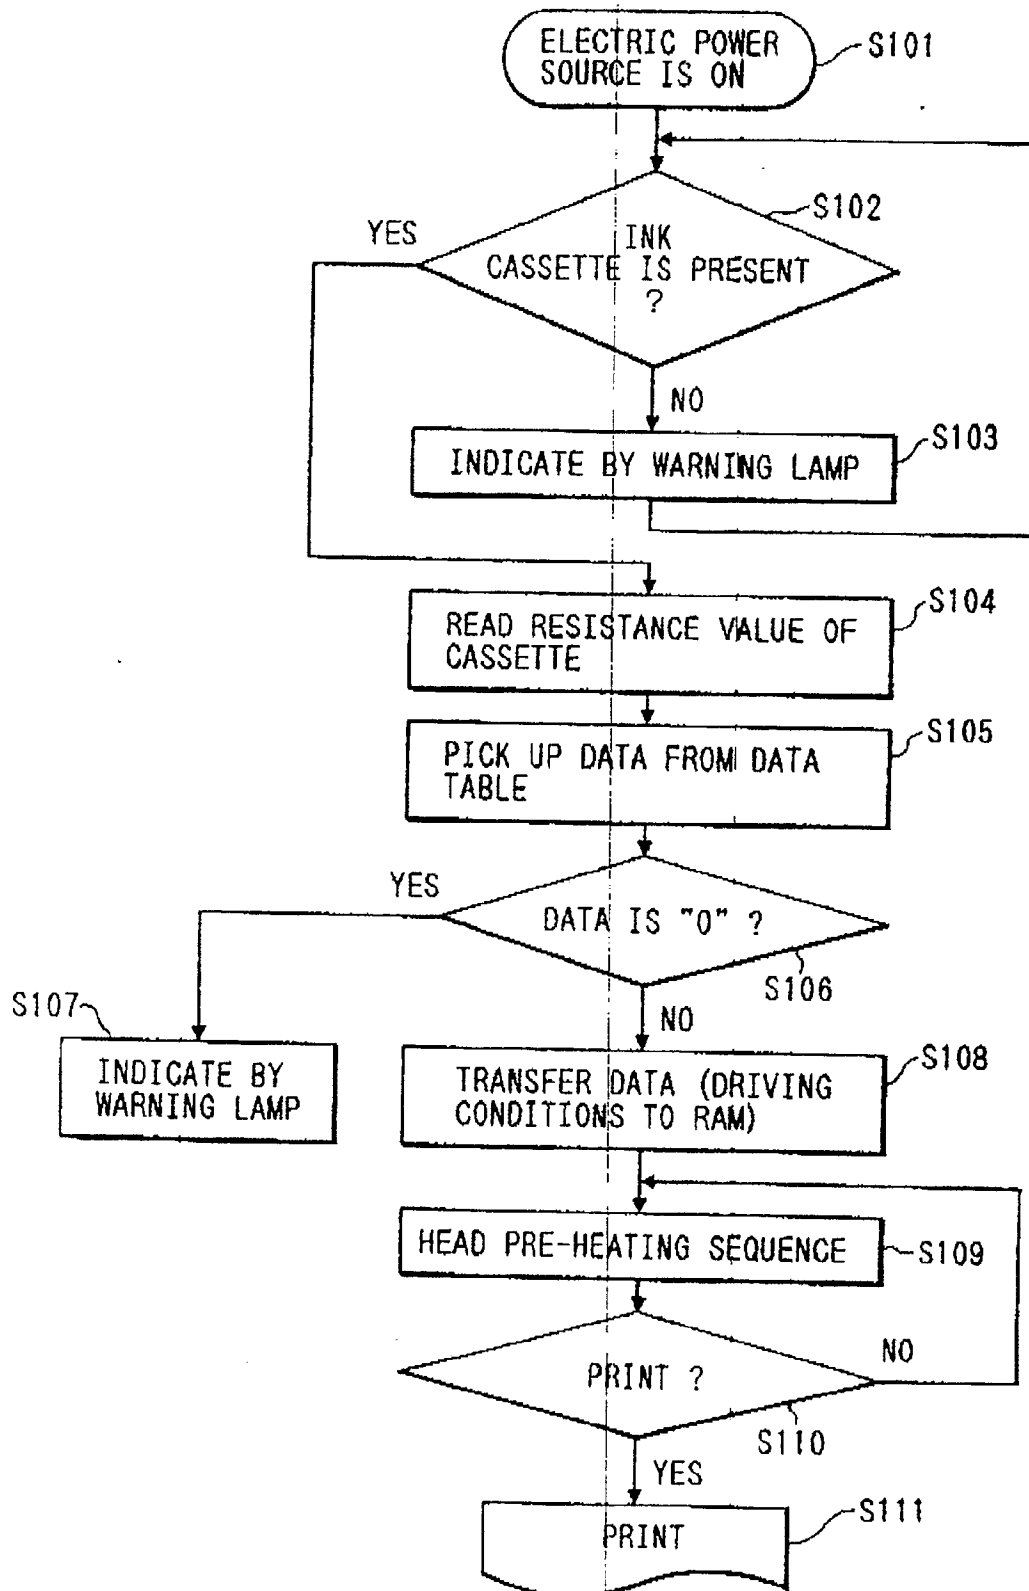 ELECTRIC POWER
SOURCE IS ON
S101
S102
YES
INK
CASSETTE IS PRESENT
?
NO
S103
INDICATE BY WARNING LAMP
S104
READ RESISTANCE VALUE OF
CASSETTE
S105
PICK UP DATA FROM DATA
TABLE
YES
DATA IS "0" ?
S106
S107
NO
INDICATE BY
WARNING LAMP
S108
TRANSFER DATA (DRIVING
CONDITIONS TO RAM)
HEAD PRE-HEATING SEQUENCE
S109
NO
PRINT ?
S110
YES
S111
PRINT